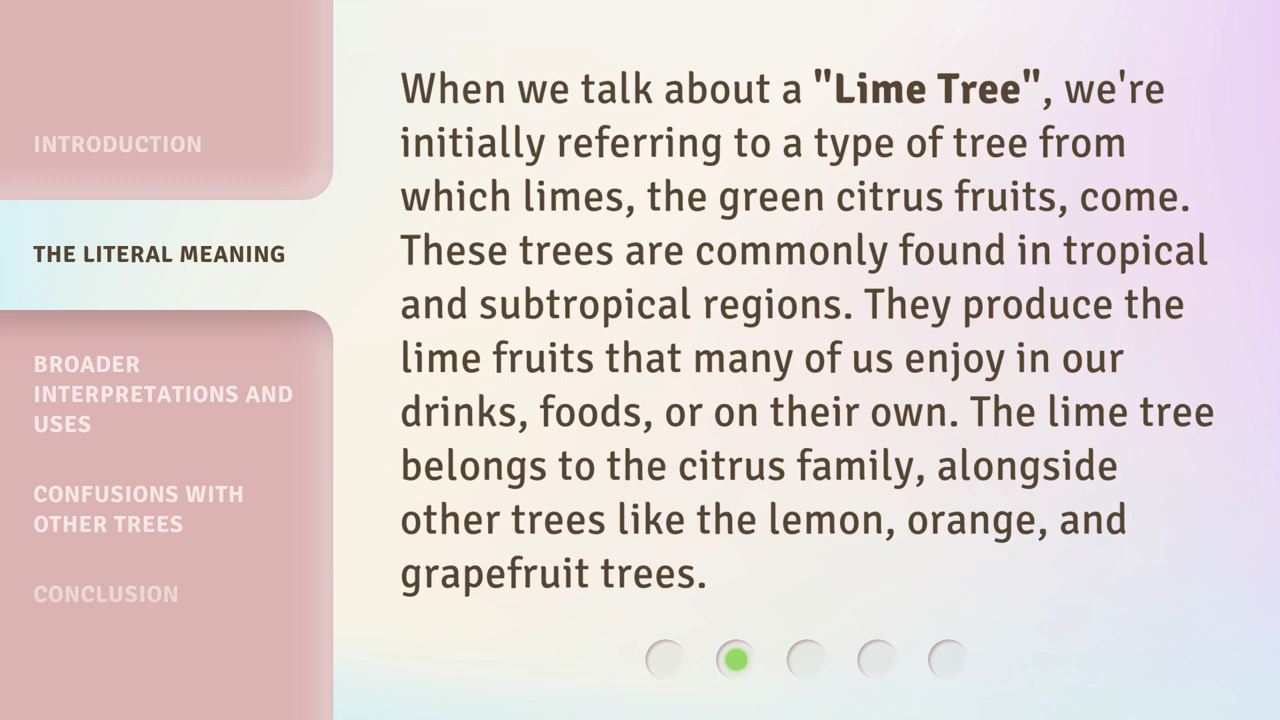 INTRODUCTION
THE LITERAL MEANING
BROADER
INTERPRETATIONS AND
USES
CONFUSIONS WITH
OTHER TREES
CONCLUSION
When we talk about a "Lime Tree", we're
initially referring to a type of tree from
which limes, the green citrus fruits, come.
These trees are commonly found in tropical
and subtropical regions. They produce the
lime fruits that many of us enjoy in our
drinks, foods, or on their own. The lime tree
belongs to the citrus family, alongside
other trees like the lemon, orange, and
grapefruit trees.